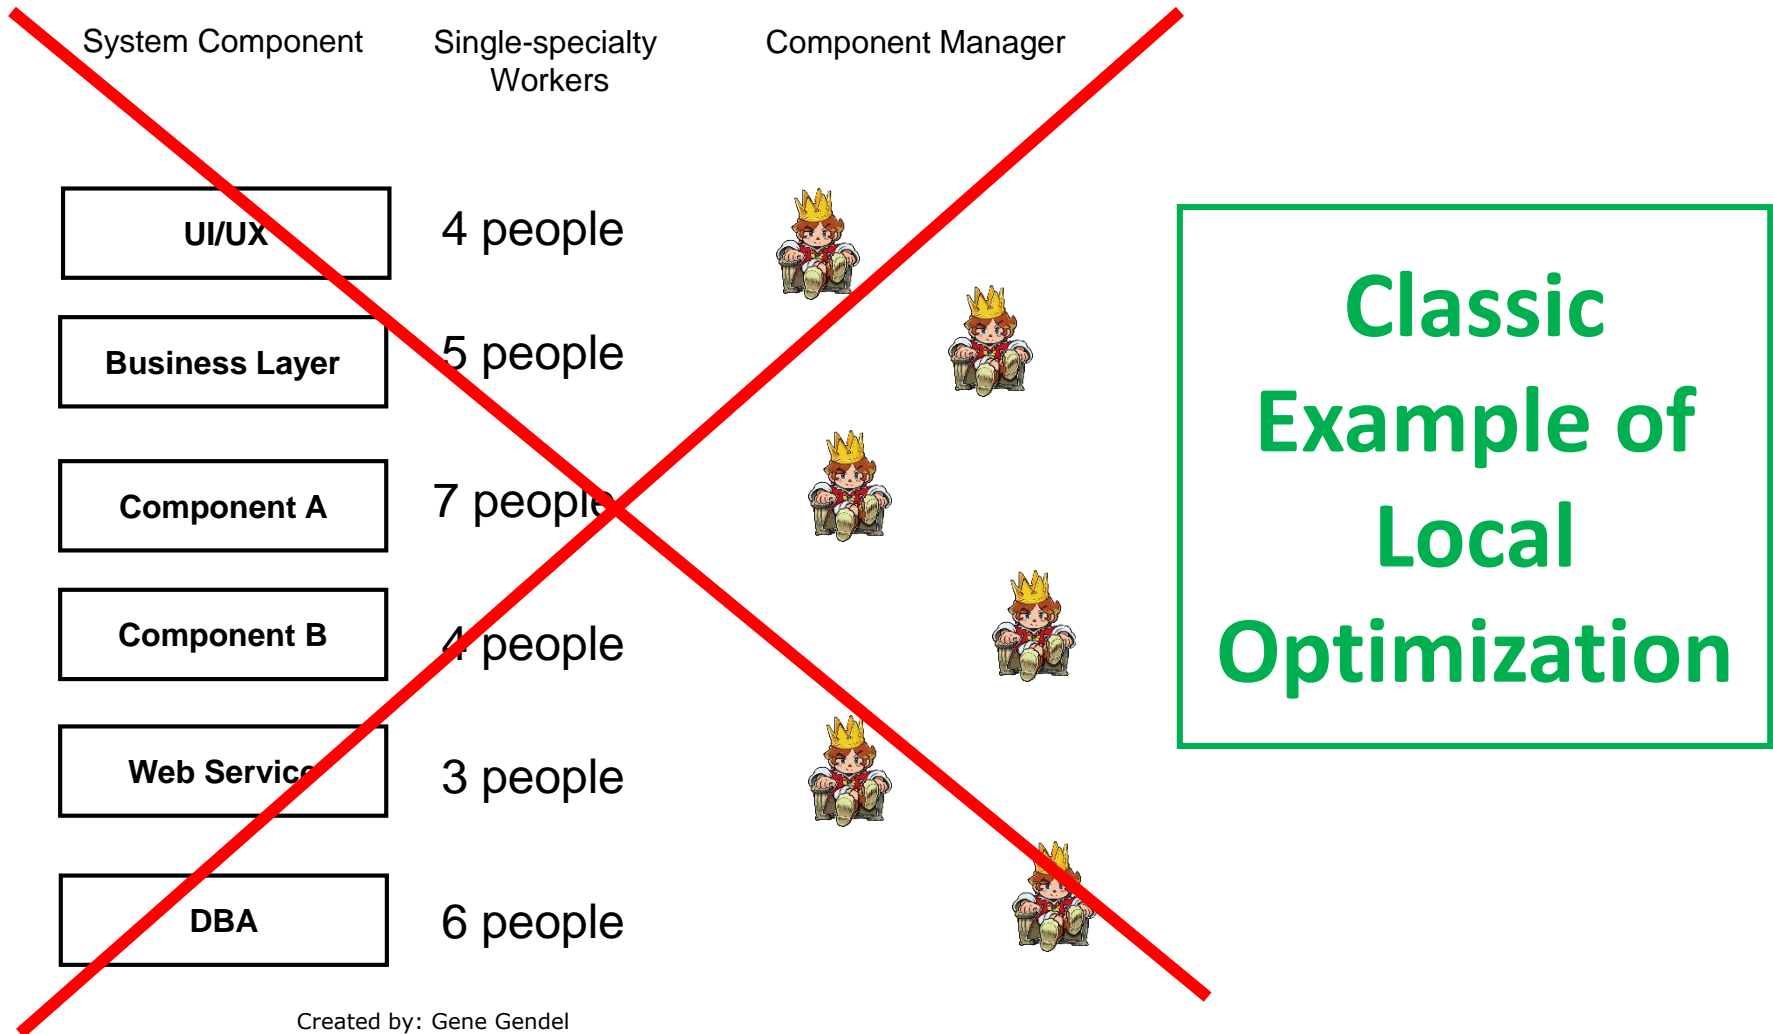 System Component
Single-specialty
Workers
Component Manager
UI/UX
4 people
Business Layer
5 people
Component A
7 people
Component B
4 people
Web Service
3 people
DBA
6 people
Classic
Example of
Local
Optimization
Created by: Gene Gendel